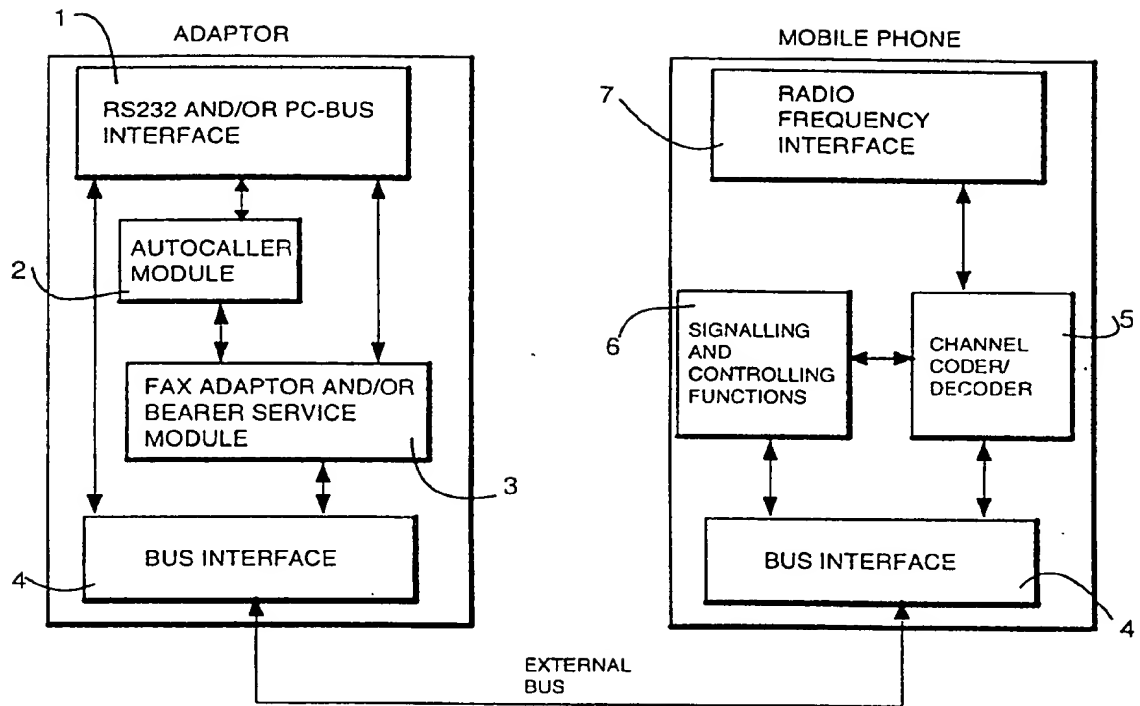 1
ADAPTOR
RS232 AND/OR PC-BUS
INTERFACE
AUTOCALLER
MODULE
2
FAX ADAPTOR AND/OR
BEARER SERVICE
MODULE
3
BUS INTERFACE
4
MOBILE PHONE
7
RADIO
FREQUENCY
INTERFACE
6
SIGNALLING
AND
CONTROLLING
FUNCTIONS
CHANNEL
CODER/
DECODER
5
BUS INTERFACE
4
EXTERNAL
BUS